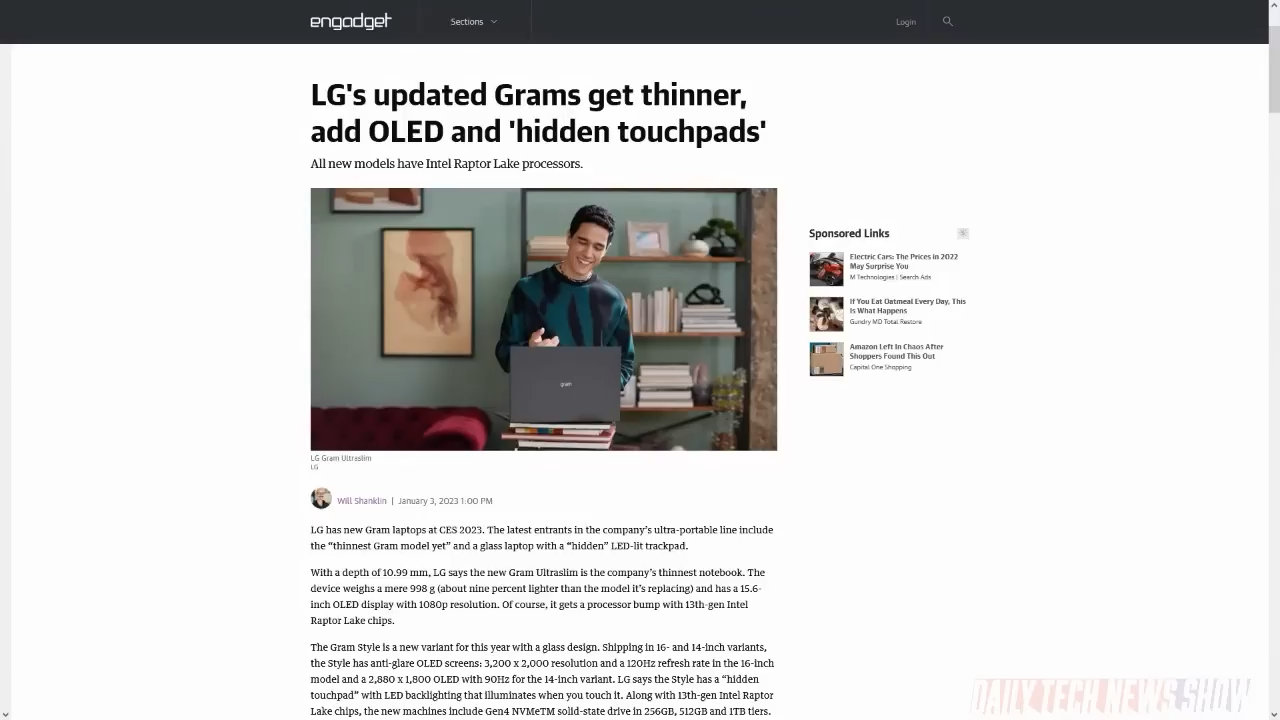 engadget
Sections
Login
LG's updated Grams get thinner,
add OLED and 'hidden touchpads'
All new models have Intel Raptor Lake processors.
gram
LG Gram Ultraslim
LG
Will Shanklin | January 3, 2023 1:00 PM
LG has new Gram laptops at CES 2023. The latest entrants in the company's ultra-portable line include
the “thinnest Gram model yet” and a glass laptop with a “hidden” LED-lit trackpad.
With a depth of 10.99 mm, LG says the new Gram Ultraslim is the company's thinnest notebook. The
device weighs a mere 998 g (about nine percent lighter than the model it's replacing) and has a 15.6-
inch OLED display with 1080p resolution. Of course, it gets a processor bump with 13th-gen Intel
Raptor Lake chips.
The Gram Style is a new variant for this year with a glass design. Shipping in 16- and 14-inch variants,
the Style has anti-glare OLED screens: 3,200 x 2,000 resolution and a 120Hz refresh rate in the 16-inch
model and a 2,880 x 1,800 OLED with 90Hz for the 14-inch variant. LG says the Style has a “hidden
touchpad” with LED backlighting that illuminates when you touch it. Along with 13th-gen Intel Raptor
Lake chips, the new machines include Gen4 NVMeTM solid-state drive in 256GB, 512GB and 1TB tiers.
Sponsored Links
Electric Cars: The Prices in 2022
May Surprise You
M Technologies | Search Ads
If You Eat Oatmeal Every Day, This
Is What Happens
Gundry MD Total Restore
Amazon Left In Chaos After
Shoppers Found This Out
Capital One Shopping
DAILY TECH NEWS SHOW